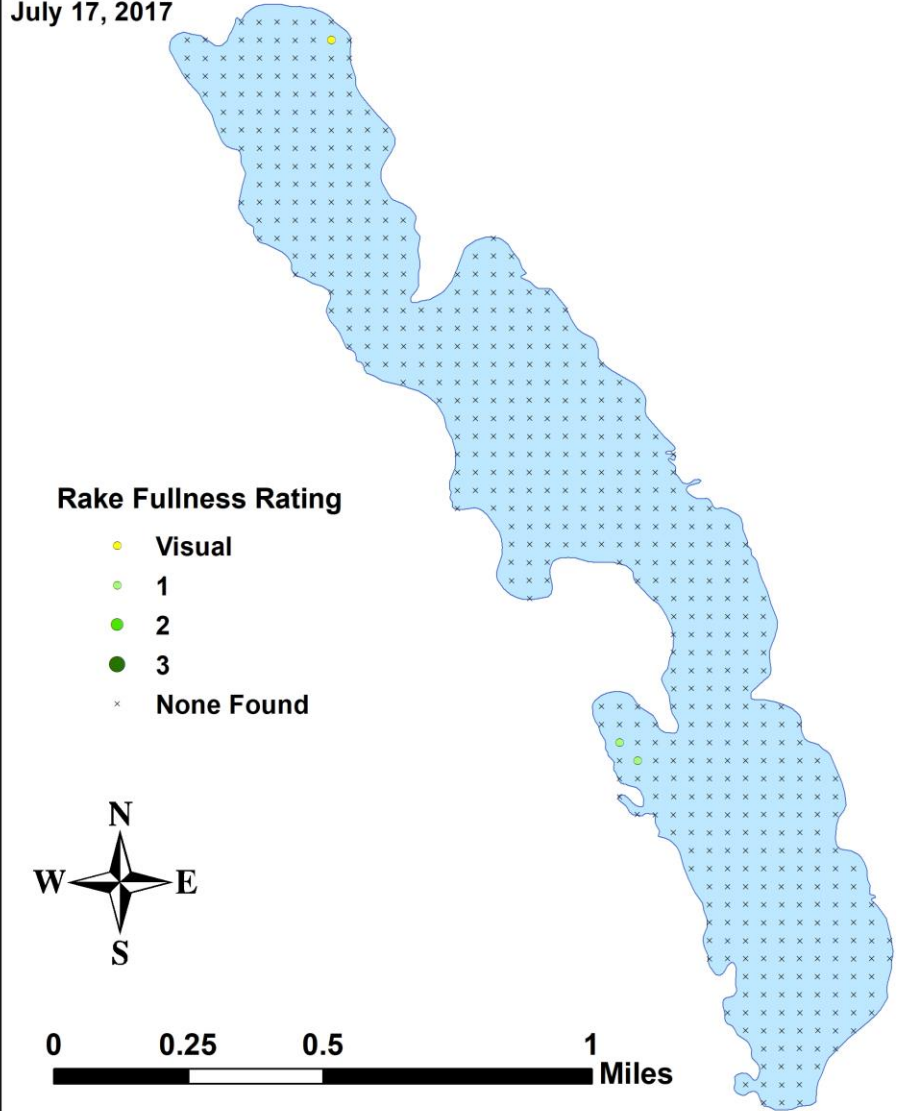 July 17, 2017
Rake Fullness Rating
Visual
1
2
3
None Found
N
W E
S
0 0.25 0.5 1
Miles